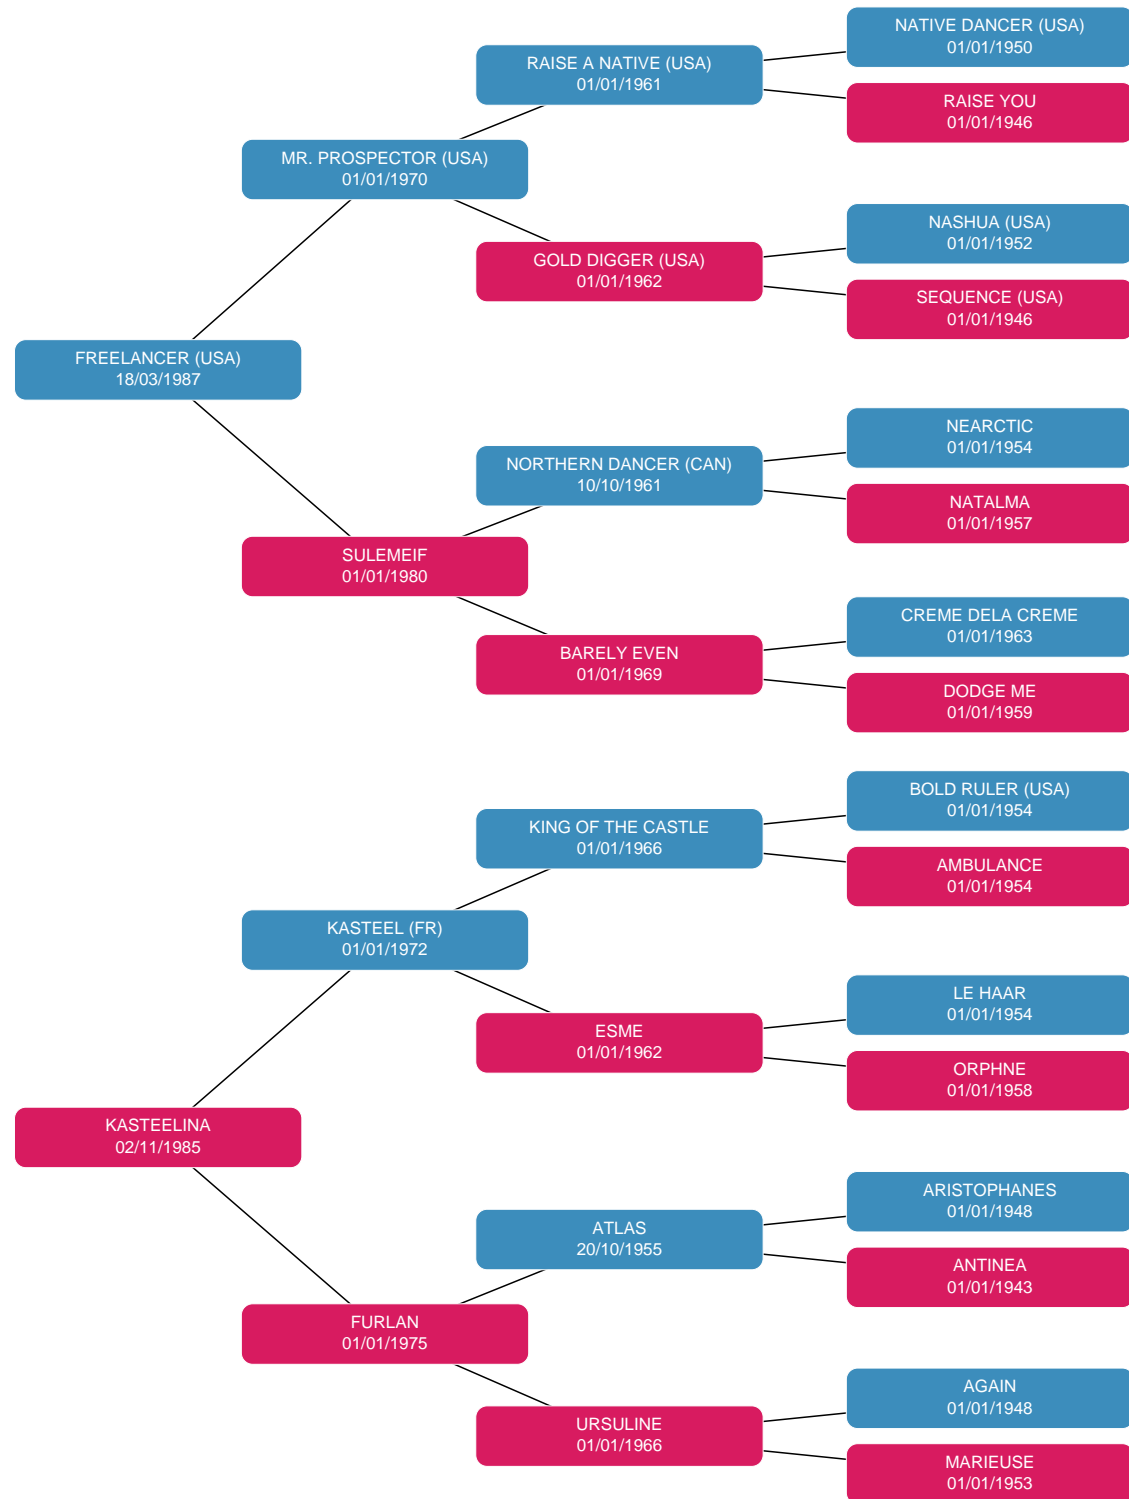 NATIVE DANCER (USA)
01/01/1950
RAISE A NATIVE (USA)
01/01/1961
RAISE YOU
01/01/1946
MR. PROSPECTOR (USA)
01/01/1970
NASHUA (USA)
01/01/1952
GOLD DIGGER (USA)
01/01/1962
SEQUENCE (USA)
01/01/1946
FREELANCER (USA)
18/03/1987
NEARCTIC
01/01/1954
NORTHERN DANCER (CAN)
10/10/1961
NATALMA
01/01/1957
SULEMEIF
01/01/1980
CREME DELA CREME
01/01/1963
BARELY EVEN
01/01/1969
DODGE ME
01/01/1959
BOLD RULER (USA)
01/01/1954
KING OF THE CASTLE
01/01/1966
AMBULANCE
01/01/1954
KASTEEL (FR)
01/01/1972
LE HAAR
01/01/1954
ESME
01/01/1962
ORPHNE
01/01/1958
KASTEELINA
02/11/1985
ARISTOPHANES
01/01/1948
ATLAS
20/10/1955
ANTINEA
01/01/1943
FURLAN
01/01/1975
AGAIN
01/01/1948
URSULINE
01/01/1966
MARIEUSE
01/01/1953